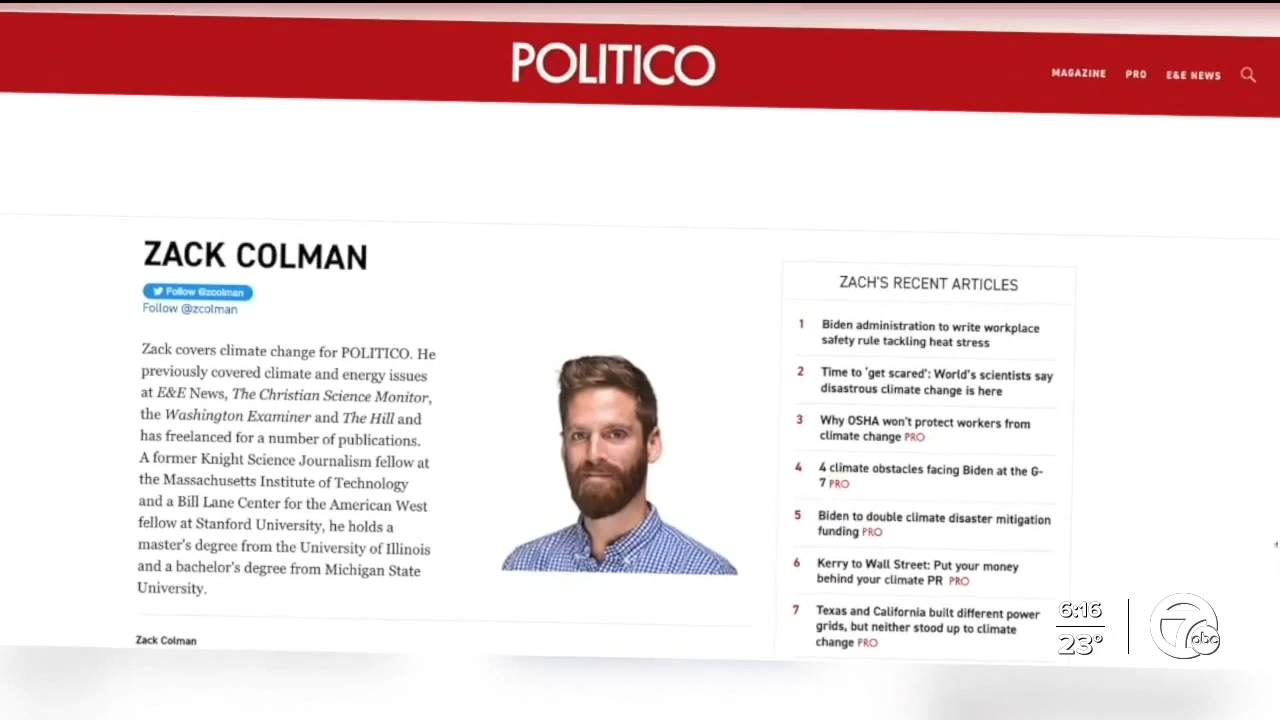 POLITICO
MAGAZINE
PRO
E&E NEWS
ZACK COLMAN
Follow @zcolman
Follow @zcolman
Zack covers climate change for POLITICO. He
previously covered climate and energy issues
at E&E News, The Christian Science Monitor,
the Washington Examiner and The Hill and
has freelanced for a number of publications.
A former Knight Science Journalism fellow at
the Massachusetts Institute of Technology
and a Bill Lane Center for the American West
fellow at Stanford University, he holds a
master's degree from the University of Illinois
and a bachelor's degree from Michigan State
University.
Zack Colman
ZACH'S RECENT ARTICLES
1 Biden administration to write workplace
safety rule tackling heat stress
2 Time to 'get scared': World's scientists say
disastrous climate change is here
3 Why OSHA won't protect workers from
climate change PRO
4 4 climate obstacles facing Biden at the G-
7 PRO
5 Biden to double climate disaster mitigation
funding PRO
6 Kerry to Wall Street: Put your money
behind your climate PR PRO
7 Texas and California built different power
grids, but neither stood up to climate
change PRO
6:16
23°
7 abc